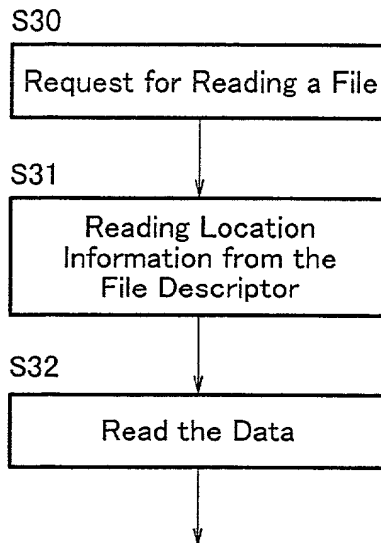 S30
Request for Reading a File
S31
Reading Location
Information from the
File Descriptor
S32
Read the Data